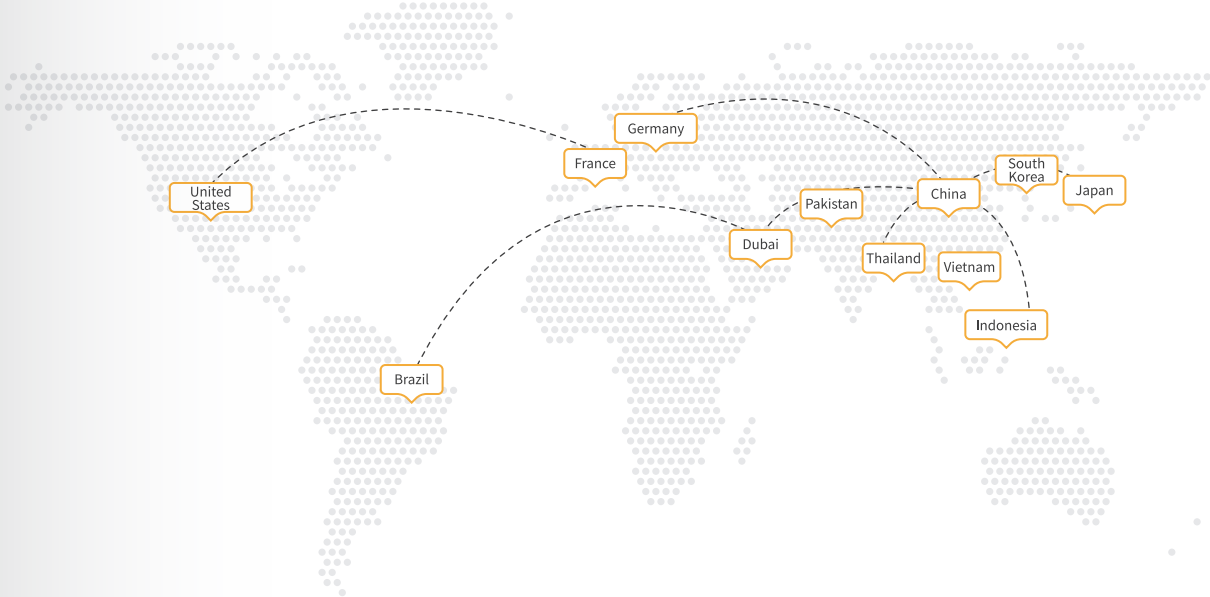 Germany
France
South
Korea
United
States
China
Japan
Pakistan
Dubai
Thailand
Vietnam
Indonesia
Brazil